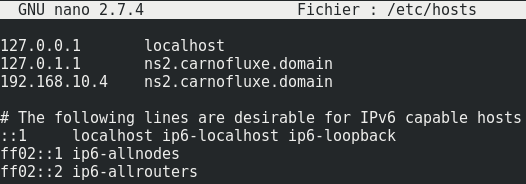 GNU nano 2.7.4 Fichier : /etc/hosts
127.0.0.1 localhost
127.0.1.1 ns2.carnofluxe.domain
192.168.10.4 ns2.carnofluxe.domain
# The following lines are desirable for IPv6 capable hosts
::1 localhost ip6-localhost ip6-loopback
ff02::1 ip6-allnodes
ff02::2 ip6-allrouters